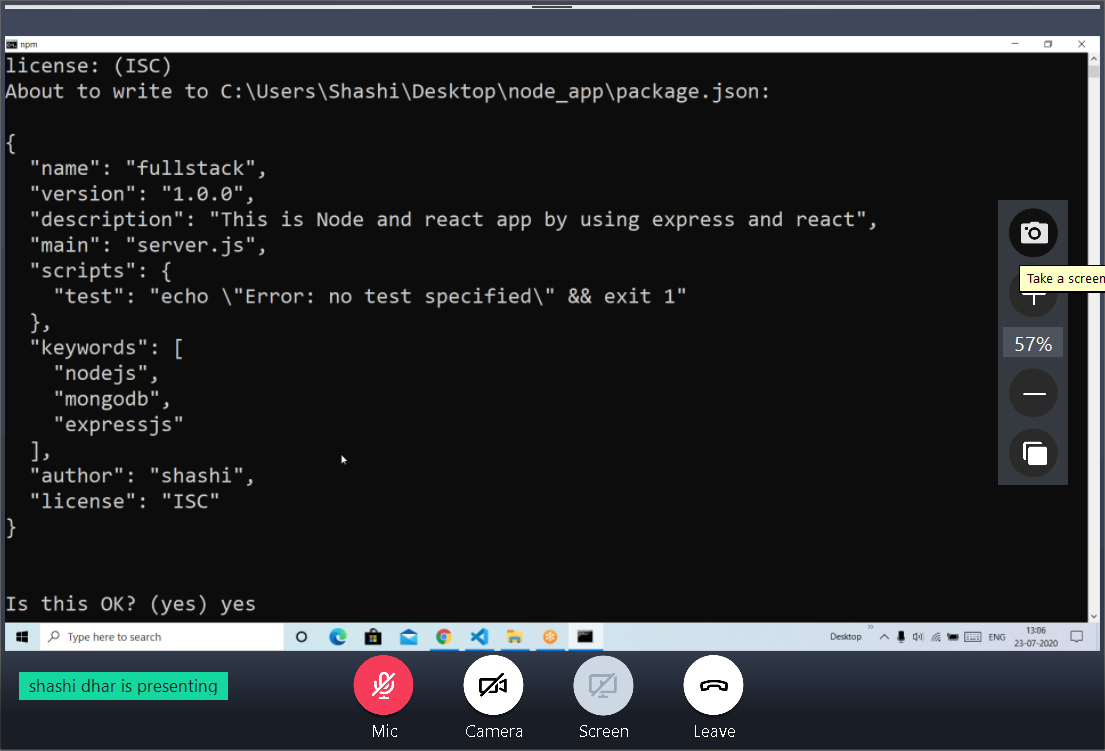 npm
license: (ISC)
About to write to C:\Users\Shashi\Desktop\node_app\package.json:
{
"name": "fullstack",
"version": "1.0.0",
"description": "This is Node and react app by using express and react",
"main": "server.js",
"scripts": {
"test": "echo \"Error: no test specified\" && exit 1"
},
"keywords": [
"nodejs",
"mongodb",
"expressjs"
],
"author": "shashi",
"license": "ISC"
}
Is this OK? (yes) yes
Take a screen
57%
Type here to search
Desktop
ENG
13:06
23-07-2020
shashi dhar is presenting
Mic
Camera
Screen
Leave